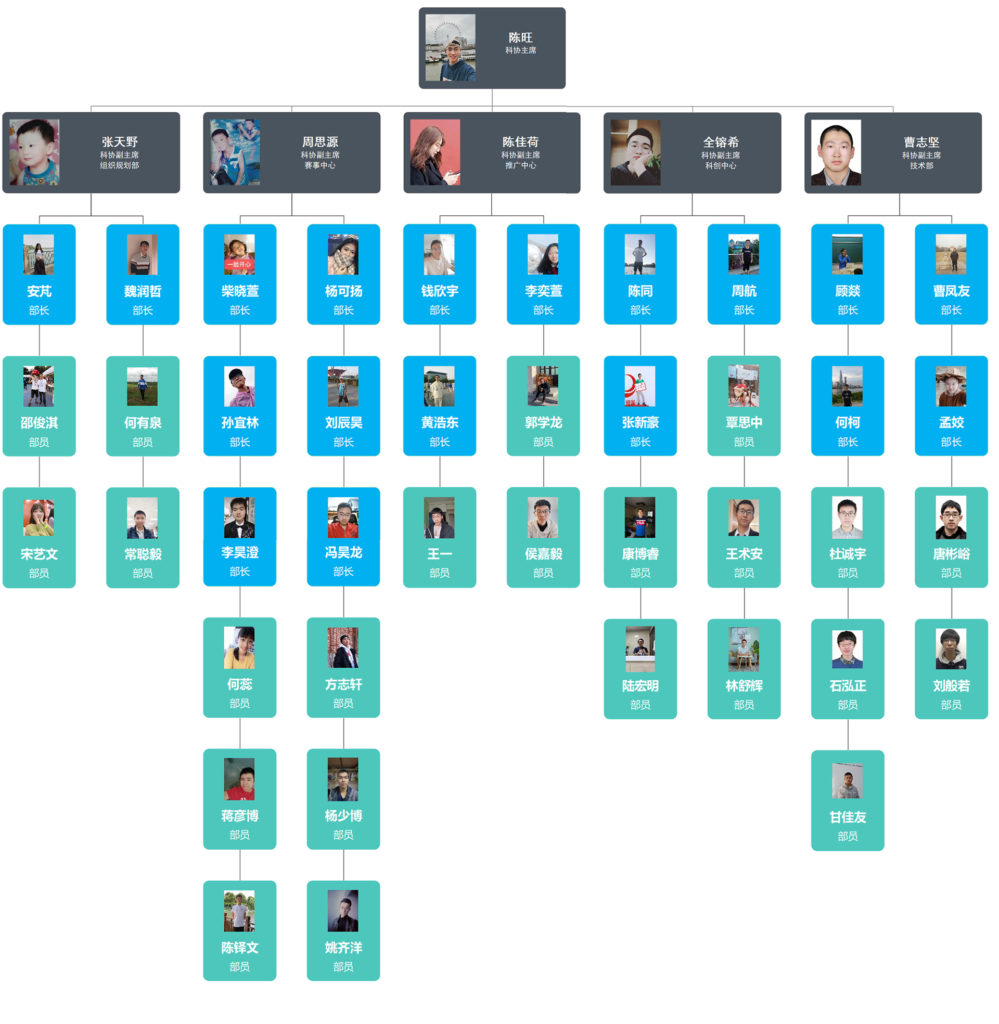 陈旺
科协主席
张天野
科协副主席
组织规划部
周思源
科协副主席
赛事中心
陈佳荷
科协副主席
推广中心
全镕希
科协副主席
科创中心
曹志坚
科协副主席
技术部
安芃
部长
魏润哲
部长
一起开心
柴晓萱
部长
杨可扬
部长
钱欣宇
部长
李奕萱
部长
陈同
部长
周航
部长
顾燚
部长
曹凤友
部长
邵俊淇
部员
何有泉
部员
孙宜林
部长
刘辰昊
部长
黄浩东
部长
郭学龙
部员
张新豪
部长
覃思中
部员
何柯
部长
孟姣
部长
宋艺文
部员
常聪毅
部员
李昊澄
部长
冯昊龙
部长
王一
部员
侯嘉毅
部员
康博睿
部员
王术安
部员
杜诚宇
部员
唐彬峪
部员
何蕊
部员
方志轩
部员
陆宏明
部员
林舒辉
部员
石泓正
部员
刘般若
部员
蒋彦博
部员
杨少博
部员
甘佳友
部员
陈铎文
部员
姚齐洋
部员